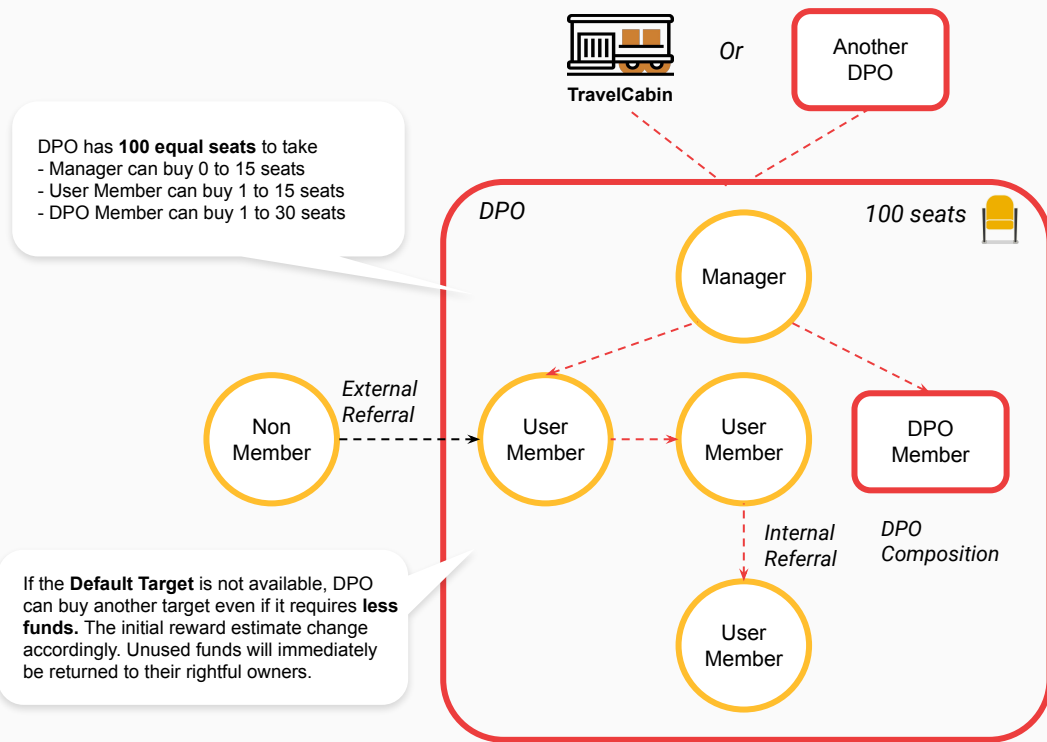 Or
Another
DPO
TravelCabin
DPO has 100 equal seats to take
- Manager can buy 0 to 15 seats
- User Member can buy 1 to 15 seats
- DPO Member can buy 1 to 30 seats
DPO
100 seats
Manager
External
Referral
Non
Member
User
Member
User
Member
DPO
Member
Internal
Referral
DPO
Composition
If the Default Target is not available, DPO
can buy another target even if it requires less
funds. The initial reward estimate change
accordingly. Unused funds will immediately
be returned to their rightful owners.
User
Member